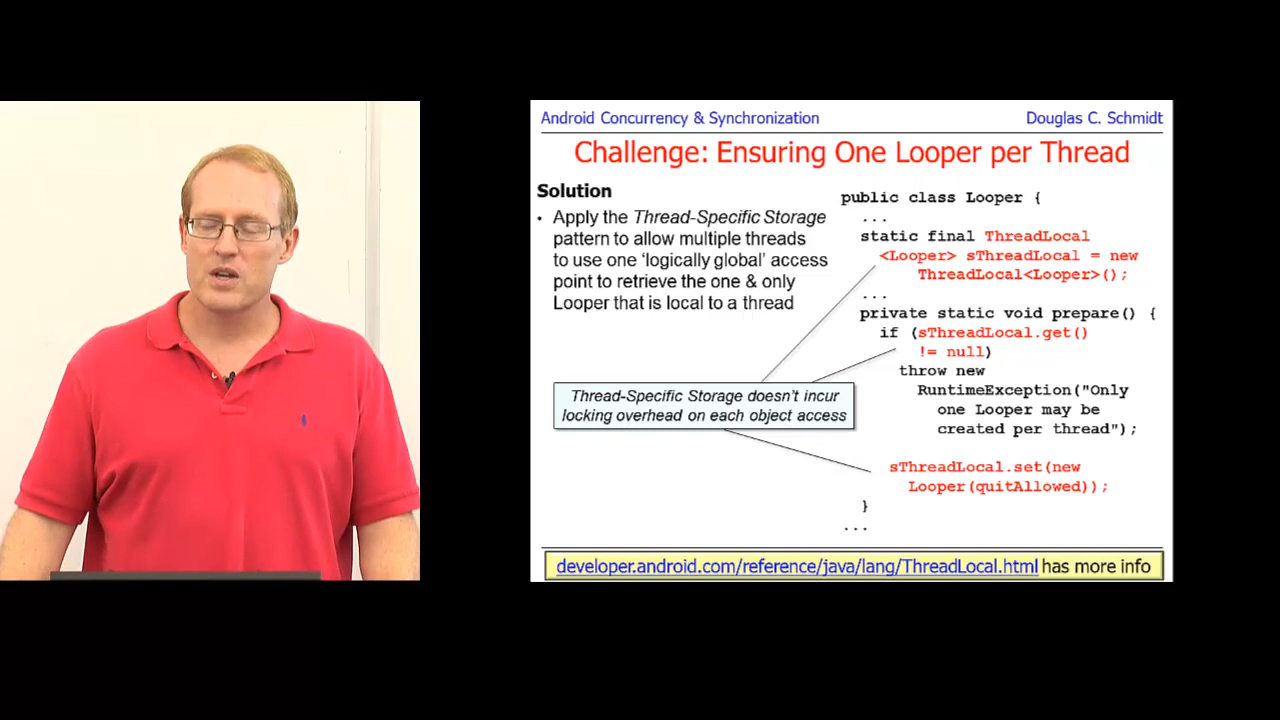 Android Concurrency & Synchronization
Douglas C. Schmidt
Challenge: Ensuring One Looper per Thread
Solution
• Apply the Thread-Specific Storage
pattern to allow multiple threads
to use one ‘logically global’ access
point to retrieve the one & only
Looper that is local to a thread
Thread-Specific Storage doesn’t incur
locking overhead on each object access
public class Looper {
...
static final ThreadLocal
<Looper> sThreadLocal = new
ThreadLocal<Looper>();
...
private static void prepare() {
if (sThreadLocal.get()
!= null)
throw new
RuntimeException("Only
one Looper may be
created per thread");
sThreadLocal.set(new
Looper(quitAllowed));
}
...
developer.android.com/reference/java/lang/ThreadLocal.html has more info